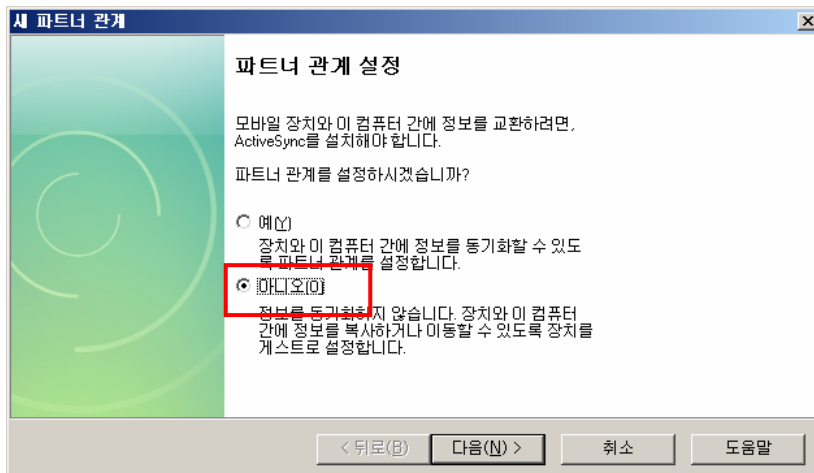 새 파트너 관계
파트너 관계 설정
모바일 장치와 이 컴퓨터 간에 정보를 교환하려면,
ActiveSync를 설치해야 합니다.
파트너 관계를 설정하시겠습니까?
예(Y)
장치와 이 컴퓨터 간에 정보를 동기화할 수 있도
록 파트너 관계를 설정합니다.
아니오(O)
정보를 동기화하지 않습니다. 장치와 이 컴퓨터
간에 정보를 복사하거나 이동할 수 있도록 장치를
게스트로 설정합니다.
< 뒤로(B) 다음(N) > 취소 도움말